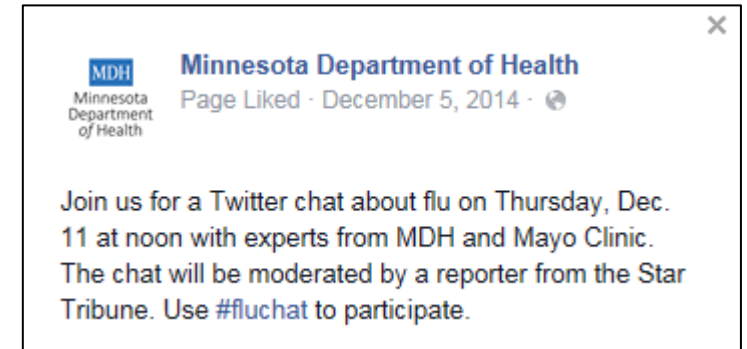 MDH
Minnesota
Department
of Health
Minnesota Department of Health
Page Liked · December 5, 2014 ·
Join us for a Twitter chat about flu on Thursday, Dec.
11 at noon with experts from MDH and Mayo Clinic.
The chat will be moderated by a reporter from the Star
Tribune. Use #fluchat to participate.